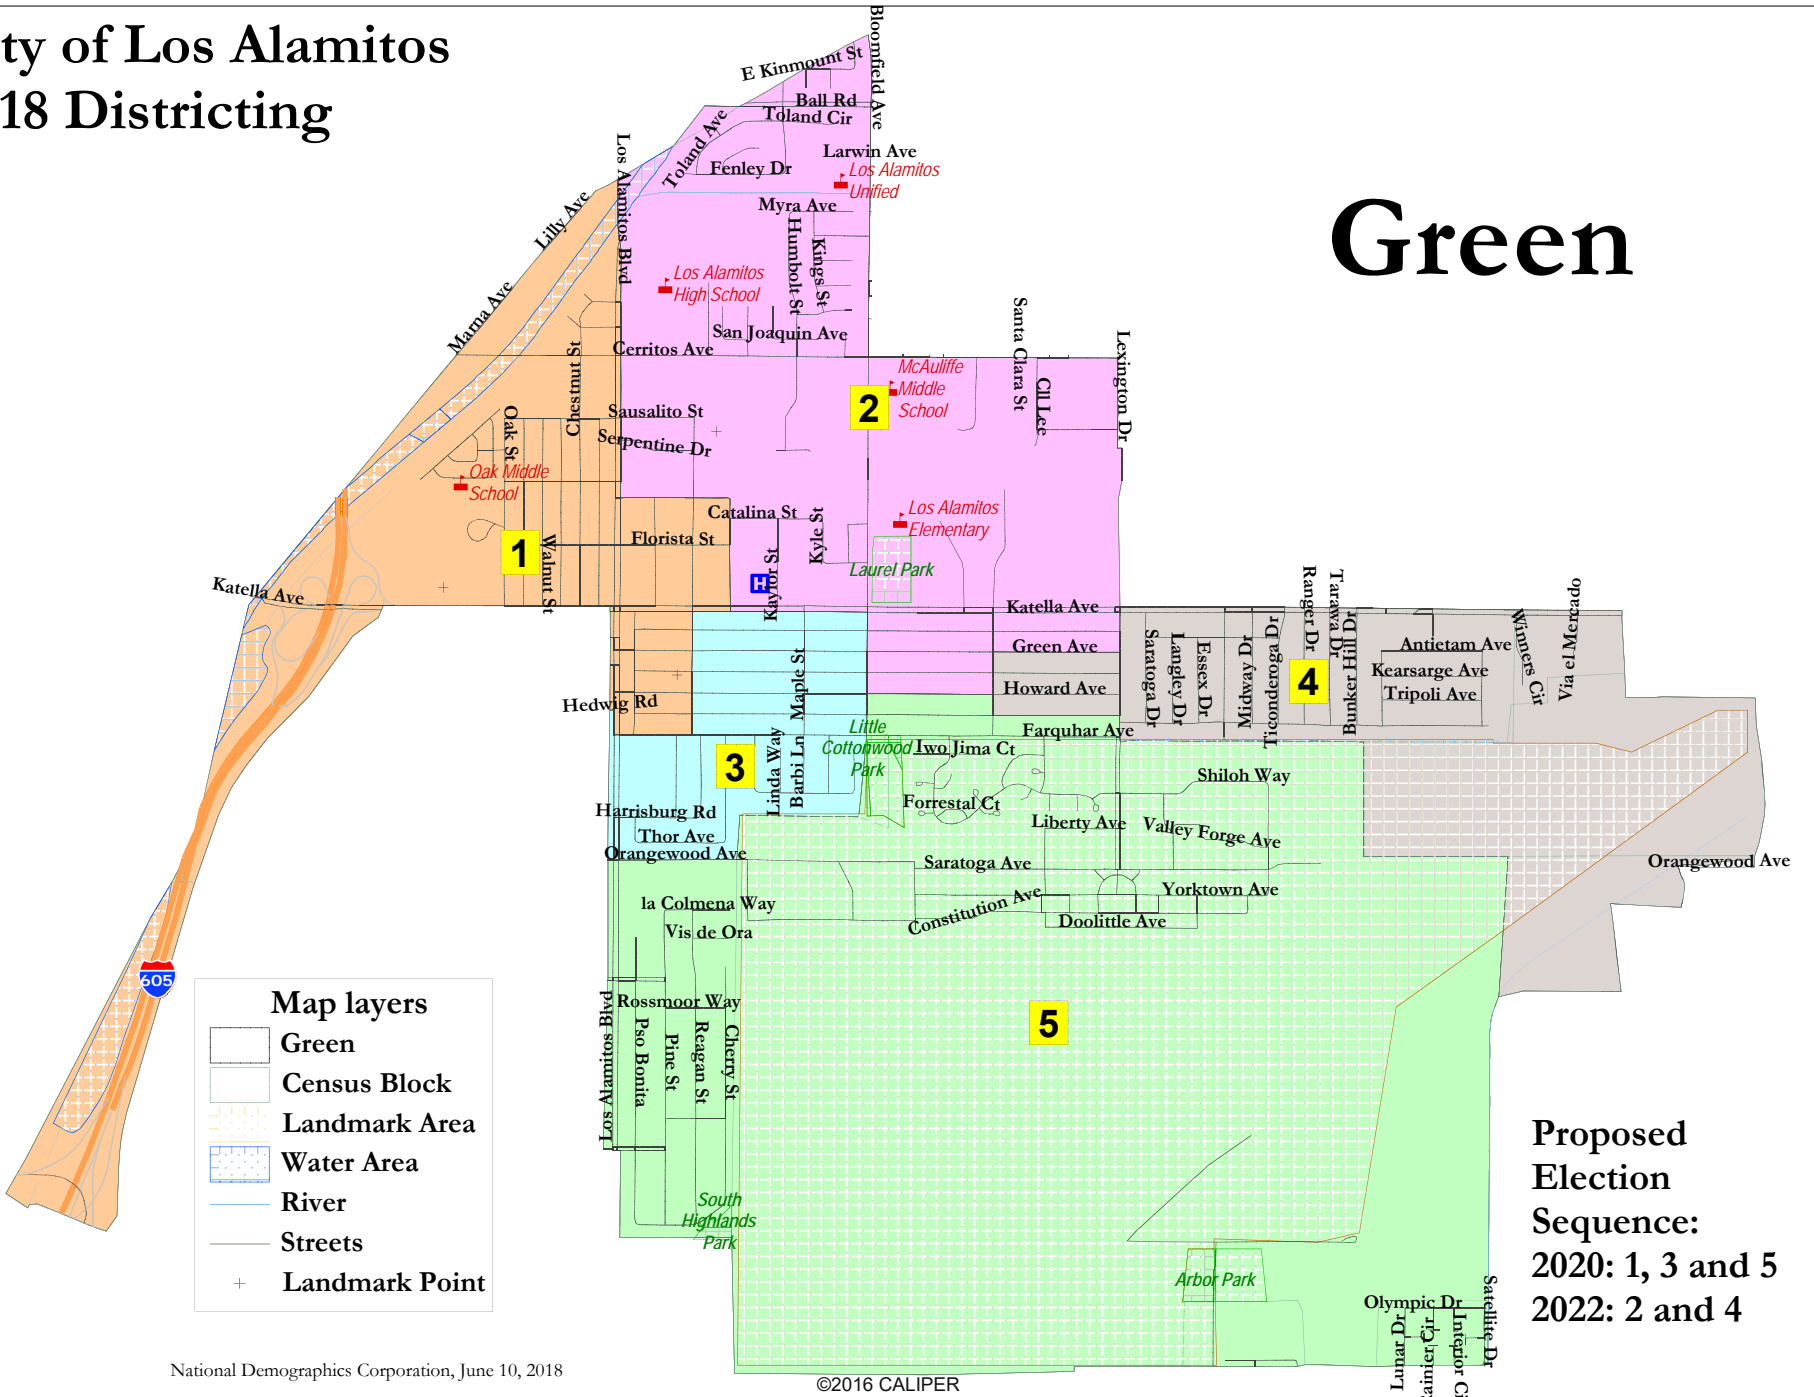 ty of Los Alamitos
18 Districting
Green
Bloomfield Ave
E Kinmount St
Ball Rd
Toland Cir
Toland Ave
Larwin Ave
Fenley Dr
Los Alamitos
Unified
Los Alamitos Blvd
Lilly Ave
Myra Ave
Humbolt St
Kings St
Los Alamitos
High School
Marna Ave
San Joaquin Ave
Cerritos Ave
Santa Clara St
Lexington Dr
Chestnut St
McAuliffe
Middle
School
Cll Lee
2
Oak St
Sausalito St
Serpentine Dr
Oak Middle
School
Catalina St
Kyle St
Los Alamitos
Elementary
1
Walnut St
Florista St
Laurel Park
H
Kaylor St
Katella Ave
Katella Ave
Ranger Dr
Tarawa Dr
Bunker Hill Dr
Winners Cir
Via el Mercado
Green Ave
Saratoga Dr
Langley Dr
Essex Dr
Midway Dr
Ticonderoga Dr
Antietam Ave
Kearsarge Ave
Tripoli Ave
4
Maple St
Howard Ave
Hedwig Rd
Farquhar Ave
Little
Cottonwood
Park
Iwo Jima Ct
3
Linda Way
Barbi Ln
Shiloh Way
Harrisburg Rd
Forrestal Ct
Liberty Ave
Valley Forge Ave
Thor Ave
Orangewood Ave
Saratoga Ave
Orangewood Ave
Yorktown Ave
la Colmena Way
Constitution Ave
Doolittle Ave
Vis de Ora
605
Rossmoor Way
Los Alamitos Blvd
Pso Bonita
Pine St
Reagan St
Cherry St
5
Map layers
Green
Census Block
Landmark Area
Water Area
River
Streets
Landmark Point
South
Highlands
Park
Arbor Park
Proposed
Election
Sequence:
2020: 1, 3 and 5
2022: 2 and 4
Olympic Dr
Satellite Dr
Lunar Dr
ainier Cir
Interior Ci
National Demographics Corporation, June 10, 2018
©2016 CALIPER